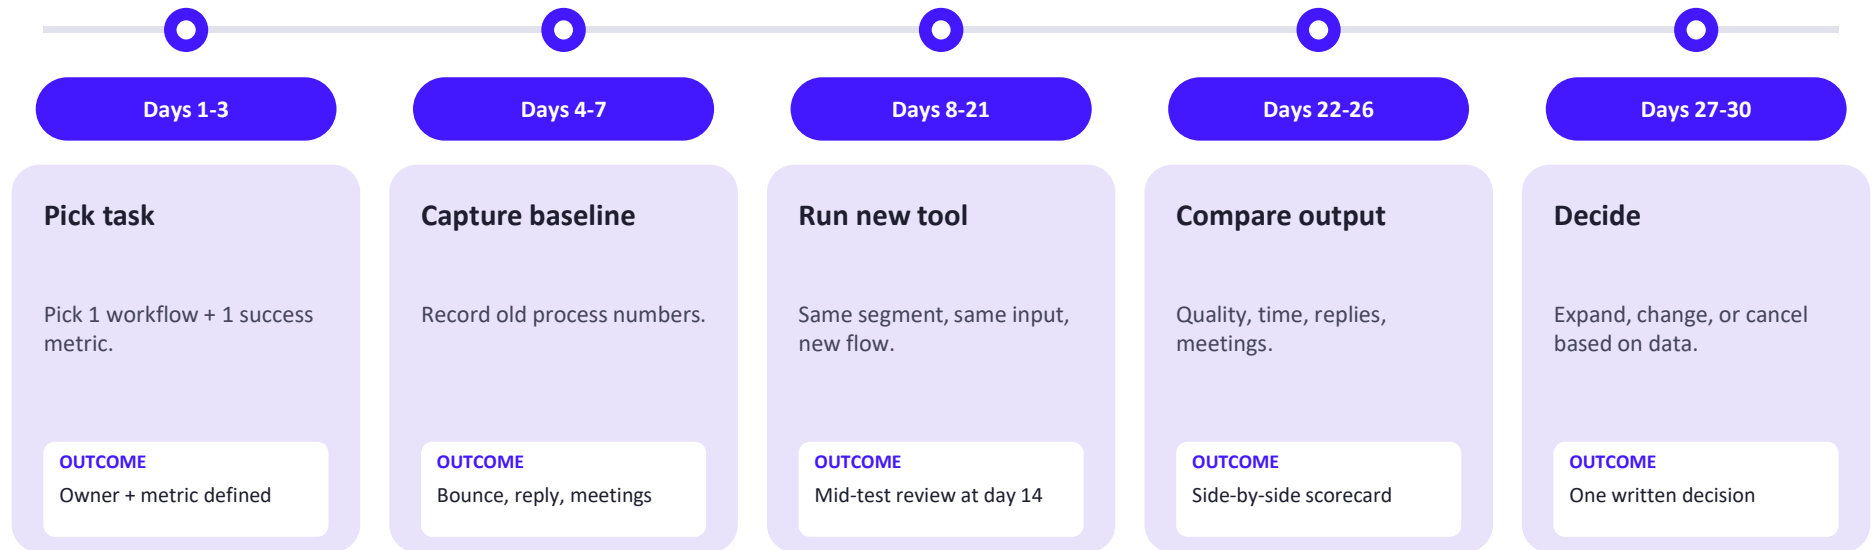 Days 1-3
Pick task
Pick 1 workflow + 1 success
metric.
OUTCOME
Owner + metric defined
Days 4-7
Capture baseline
Record old process numbers.
OUTCOME
Bounce, reply, meetings
Days 8-21
Run new tool
Same segment, same input,
new flow.
OUTCOME
Mid-test review at day 14
Days 22-26
Compare output
Quality, time, replies,
meetings.
OUTCOME
Side-by-side scorecard
Days 27-30
Decide
Expand, change, or cancel
based on data.
OUTCOME
One written decision